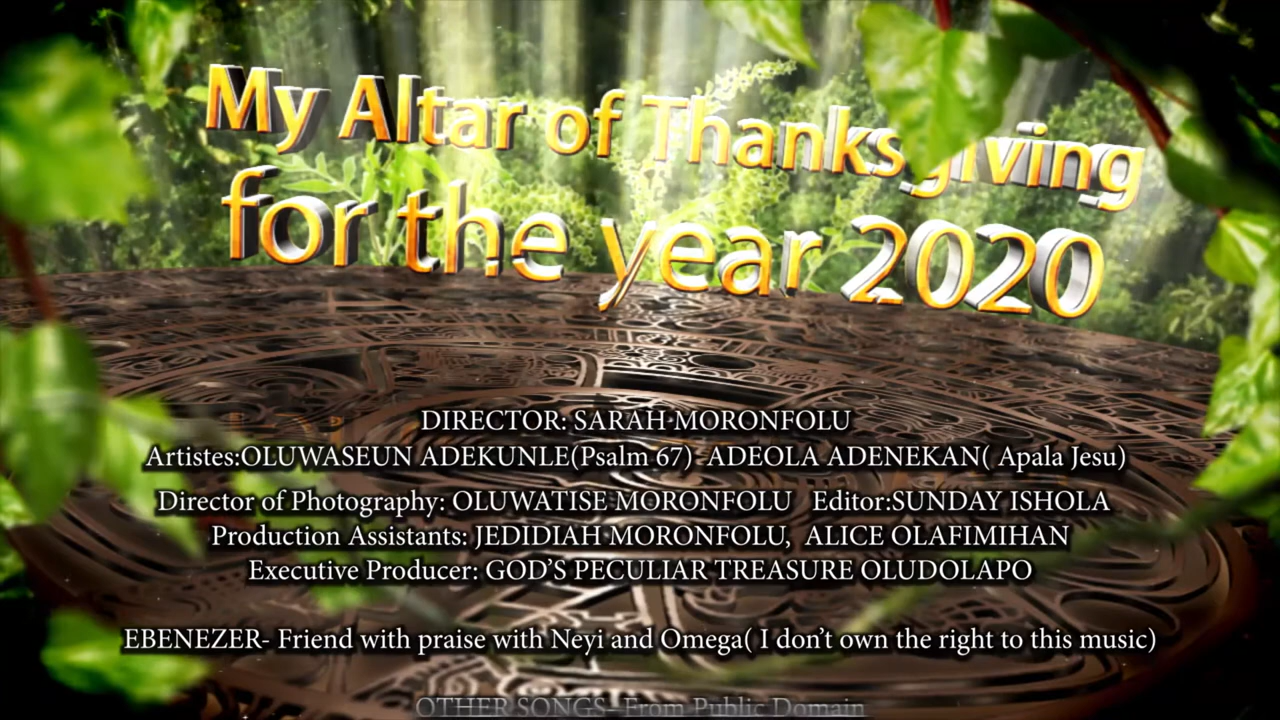 My Altar of Thanksgiving
for the year 2020
DIRECTOR: SARAH MORONFOLU
Artistes:OLUWASEUN ADEKUNLE(Psalm 67) ADEOLA ADENEKAN( Apala Jesu)
Director of Photography: OLUWATISE MORONFOLU Editor:SUNDAY ISHOLA
Production Assistants: JEDIDIAH MORONFOLU, ALICE OLAFIMIHAN
Executive Producer: GOD'S PECULIAR TREASURE OLUDOLAPO
EBENEZER- Friend with praise with Neyi and Omega( I don't own the right to this music)
OTHER SONGS- From Public Domain